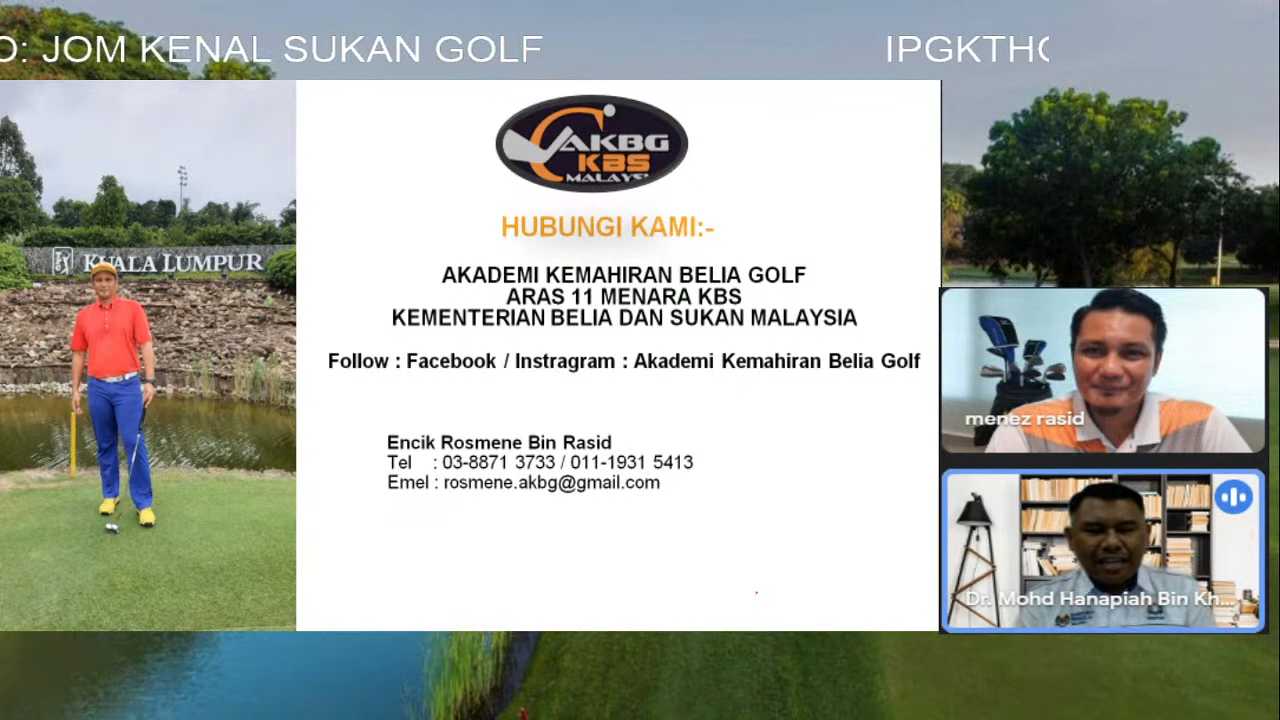 O: JOM KENAL SUKAN GOLF
IPGKTHO
KUALA LUMPUR
AKBG
KBS
MALAYSI
HUBUNGI KAMI:-
AKADEMI KEMAHIRAN BELIA GOLF
ARAS 11 MENARA KBS
KEMENTERIAN BELIA DAN SUKAN MALAYSIA
Follow : Facebook / Instragram : Akademi Kemahiran Belia Golf
Encik Rosmene Bin Rasid
Tel : 03-8871 3733 / 011-1931 5413
Emel : rosmene.akbg@gmail.com
menez rasid
Dr. Mohd Hanapiah Bin Kh...